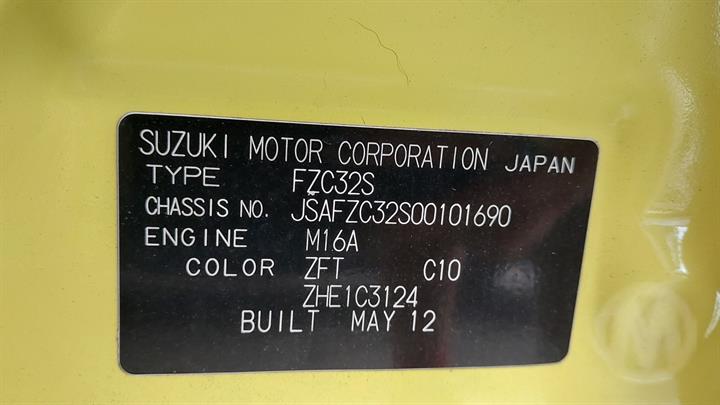 SUZUKI MOTOR CORPORATION JAPAN
TYPE FZC32S
CHASSIS NO. JSAFZC32S00101690
ENGINE M16A
COLOR ZFT C10
ZHE1C3124
BUILT MAY 12
M